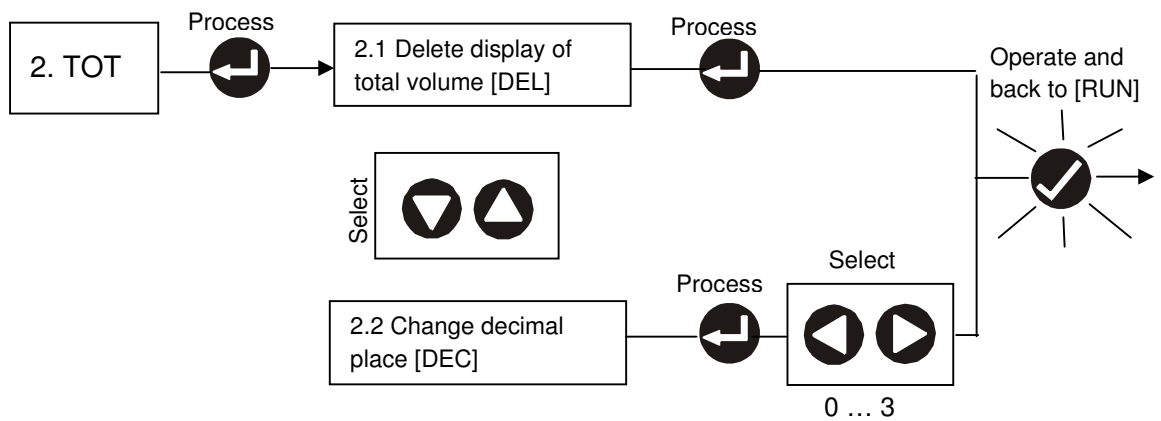 2. TOT
Process
2.1 Delete display of
total volume [DEL]
Process
Operate and
back to [RUN]
Select
2.2 Change decimal
place [DEC]
Process
Select
0 … 3